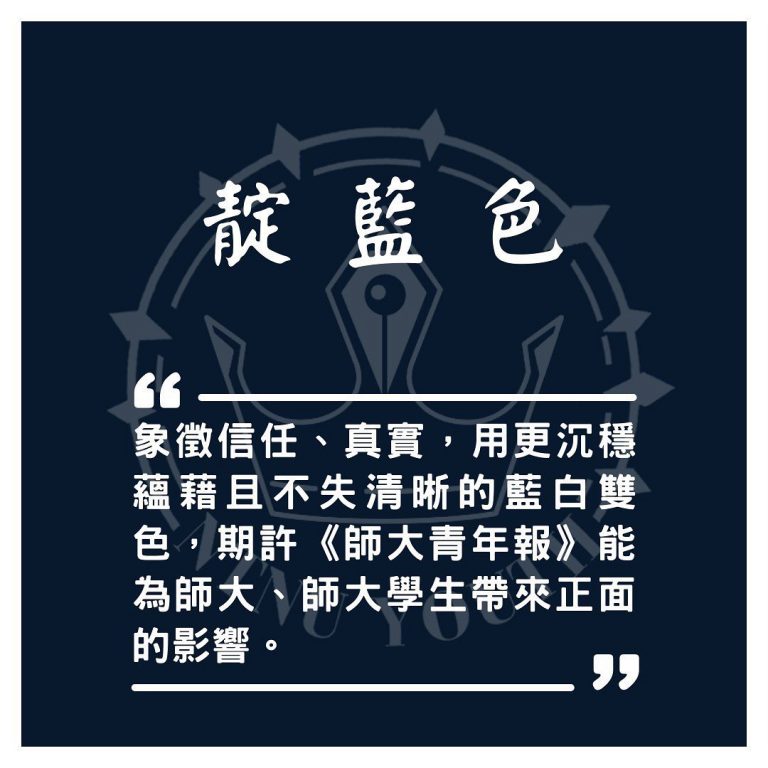 靛藍色
象徵信任、真實，用更沉穩
蘊藉且不失清晰的藍白雙
色，期許《師大青年報》能
為師大、師大學生帶來正面
的影響。
NTNU YOUTH